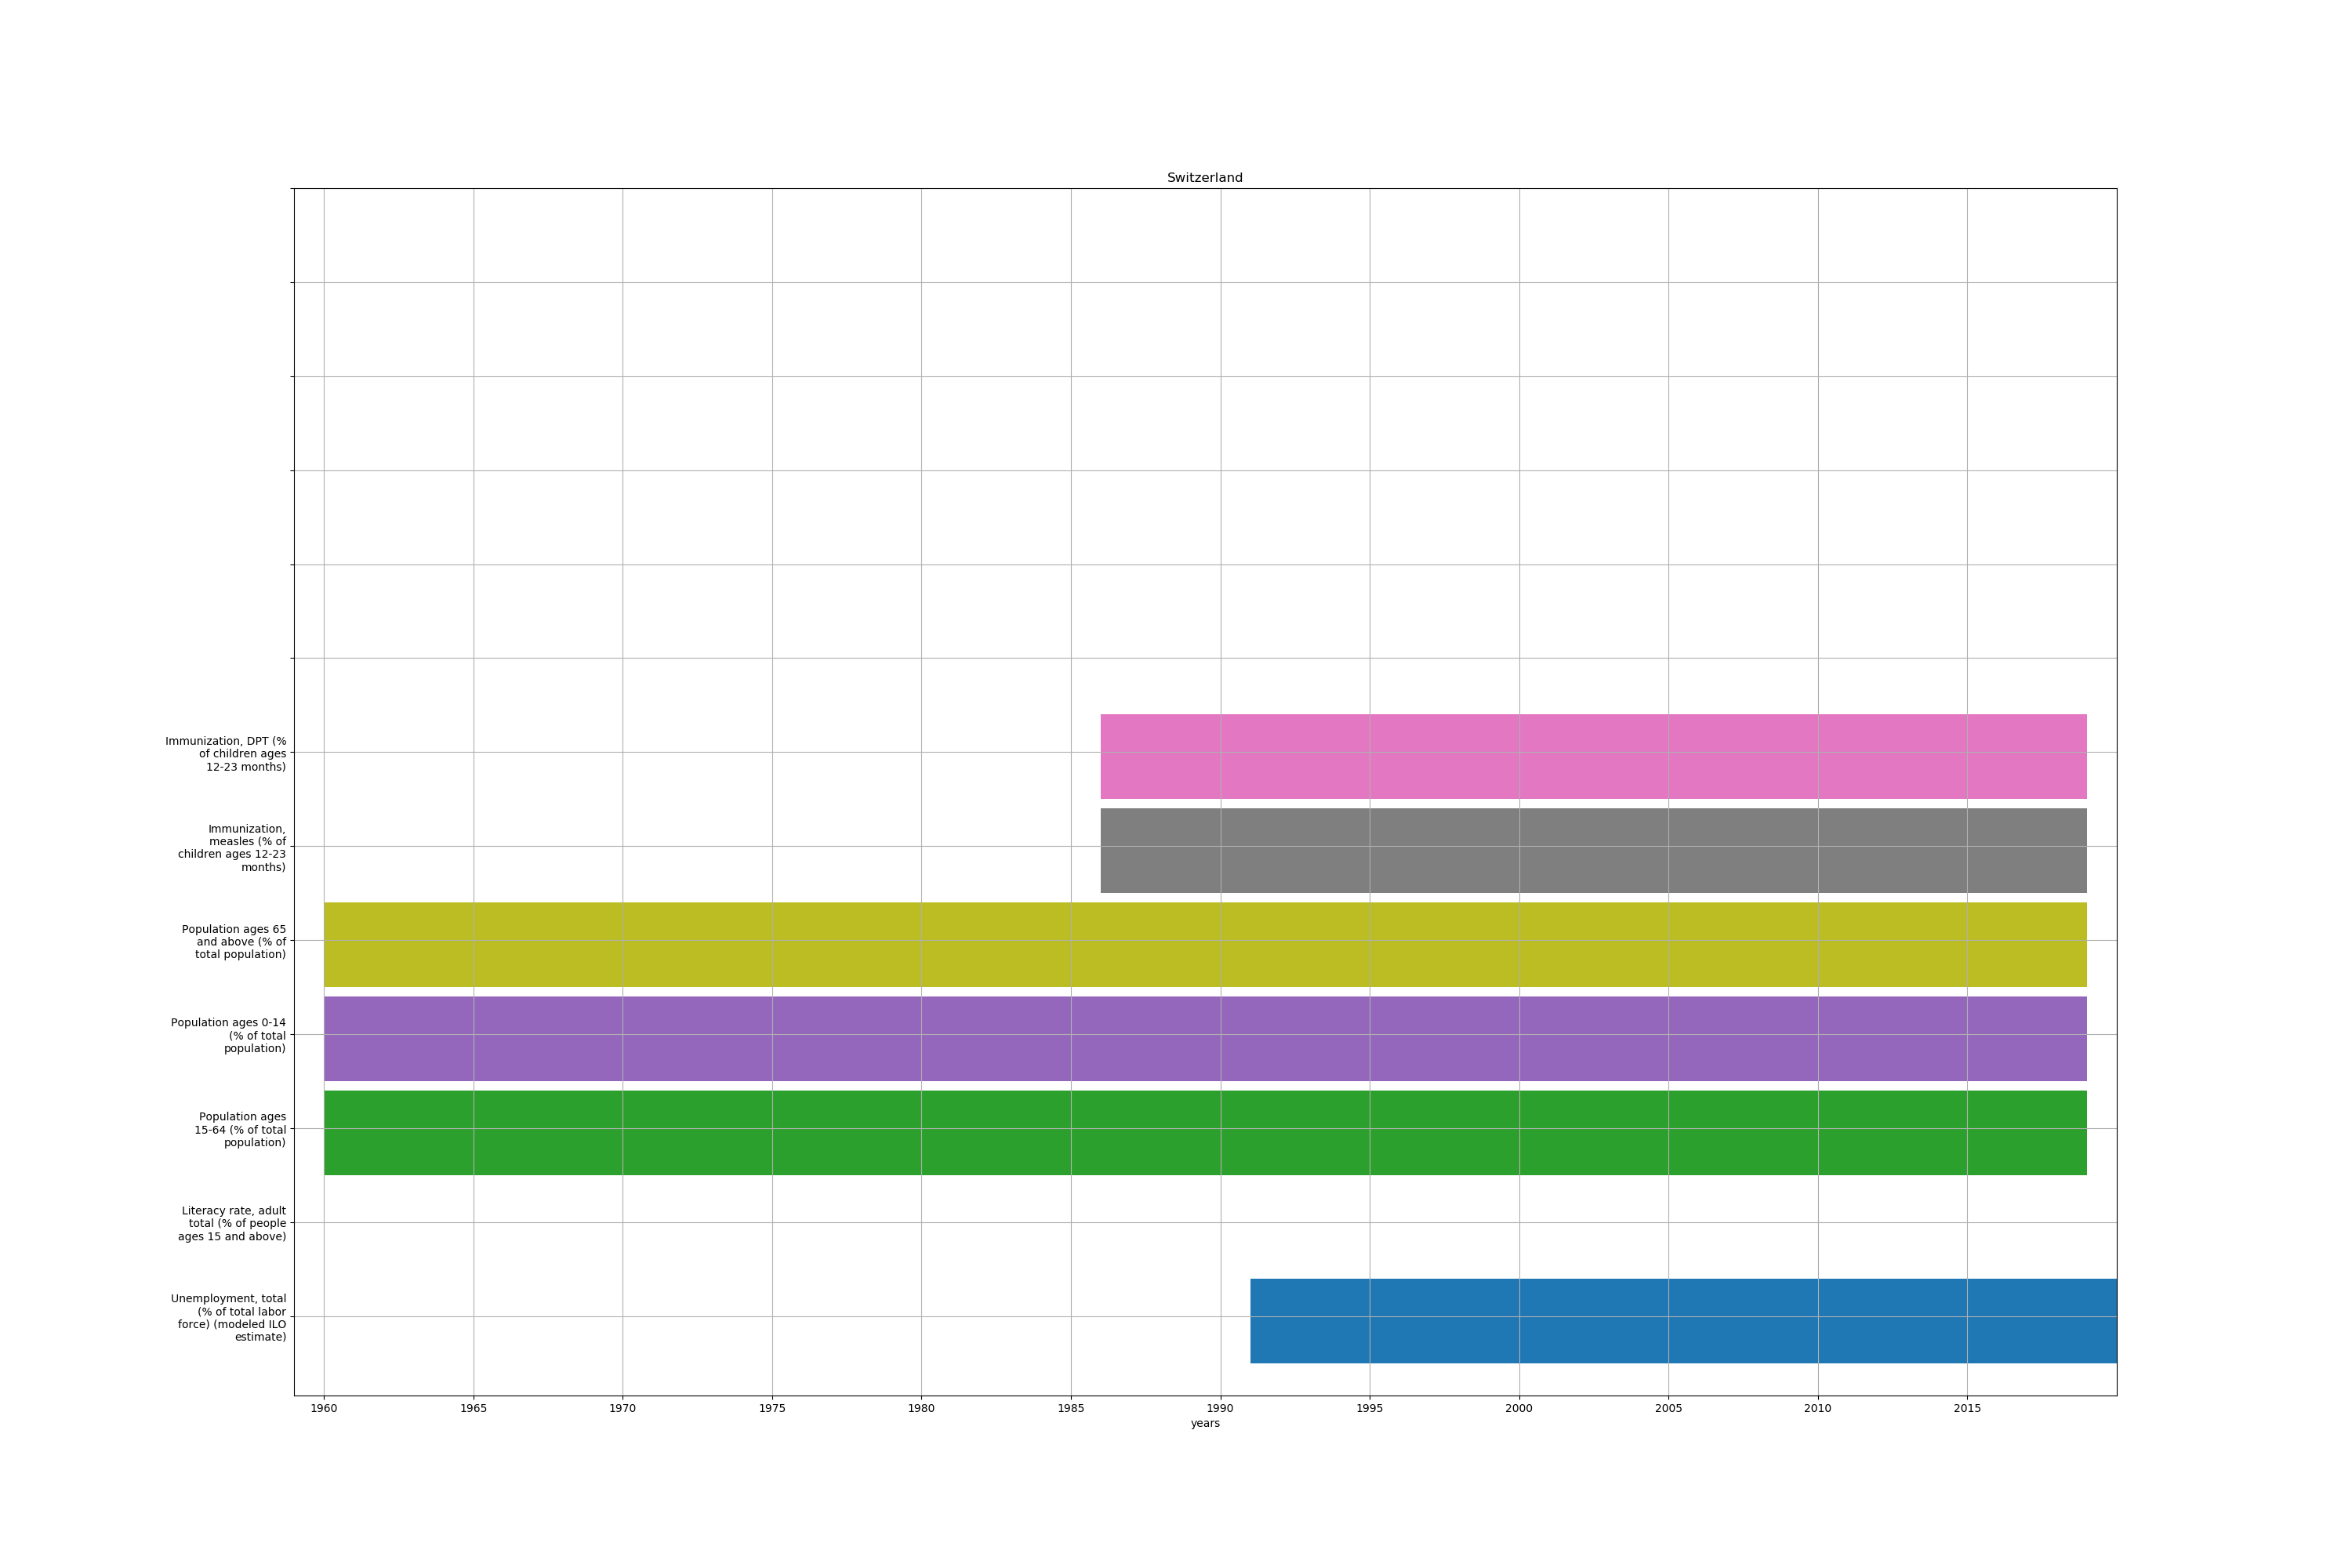 Switzerland
Immunization, DPT (%
of children ages
12-23 months)
Immunization,
measles (% of
children ages 12-23
months)
Population ages 65
and above (% of
total population)
Population ages 0-14
(% of total
population)
Population ages
15-64 (% of total
population)
Literacy rate, adult
total (% of people
ages 15 and above)
Unemployment, total
(% of total labor
force) (modeled ILO
estimate)
1960 1965 1970 1975 1980 1985 1990 1995 2000 2005 2010 2015
years